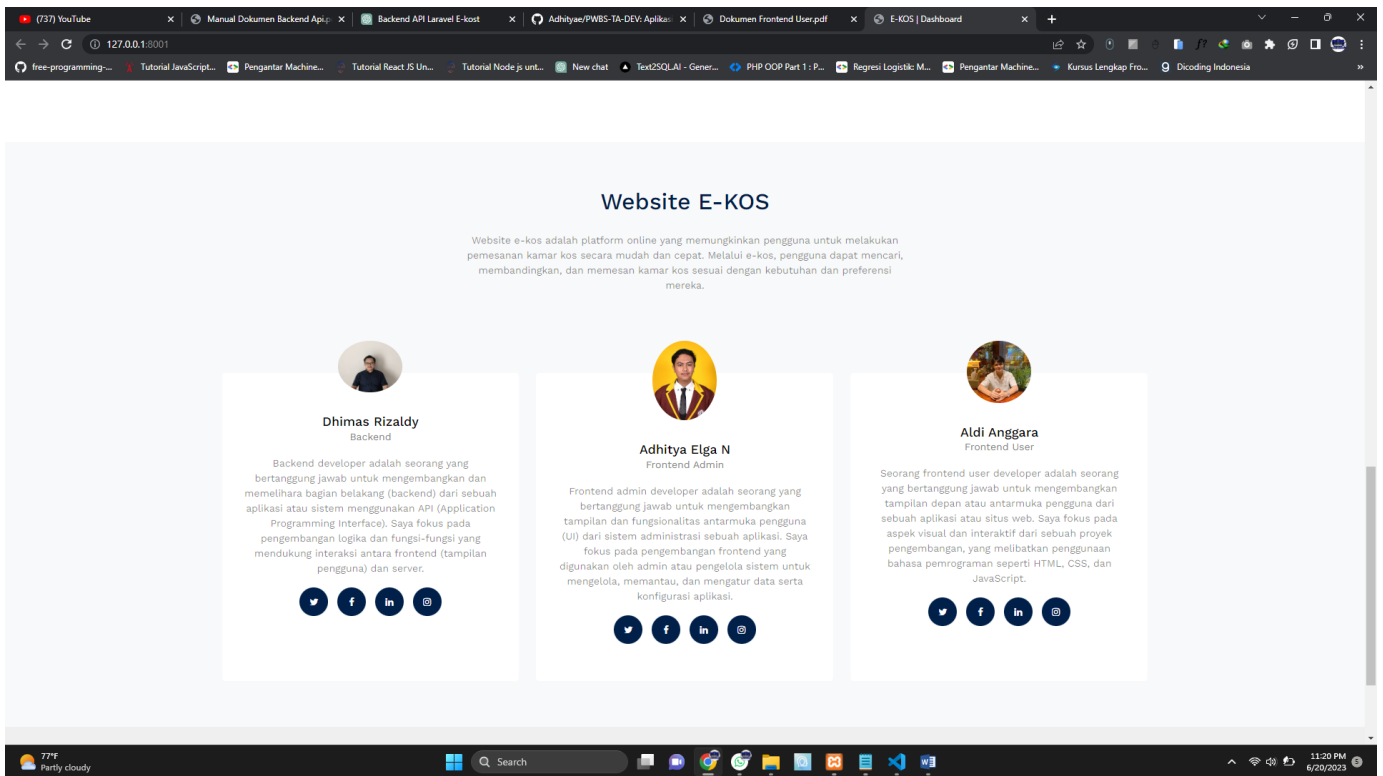 (737) YouTube
Manual Dokumen Backend Api.p
Backend API Laravel E-kost
Adhityae/PWBS-TA-DEV: Aplikas
Dokumen Frontend User.pdf
E-KOS | Dashboard
127.0.0.1:8001
free-programming-...
Tutorial JavaScript...
Pengantar Machine...
Tutorial React JS Un...
Tutorial Node js unt...
New chat
Text2SQL.AI - Gener...
PHP OOP Part 1 : P...
Regresi Logistik: M...
Pengantar Machine...
Kursus Lengkap Fro...
Dicoding Indonesia
Website E-KOS
Website e-kos adalah platform online yang memungkinkan pengguna untuk melakukan
pemesanan kamar kos secara mudah dan cepat. Melalui e-kos, pengguna dapat mencari,
membandingkan, dan memesan kamar kos sesuai dengan kebutuhan dan preferensi
mereka.
Dhimas Rizaldy
Backend
Backend developer adalah seorang yang
bertanggung jawab untuk mengembangkan dan
memelihara bagian belakang (backend) dari sebuah
aplikasi atau sistem menggunakan API (Application
Programming Interface). Saya fokus pada
pengembangan logika dan fungsi-fungsi yang
mendukung interaksi antara frontend (tampilan
pengguna) dan server.
Adhitya Elga N
Frontend Admin
Frontend admin developer adalah seorang yang
bertanggung jawab untuk mengembangkan
tampilan dan fungsionalitas antarmuka pengguna
(UI) dari sistem administrasi sebuah aplikasi. Saya
fokus pada pengembangan frontend yang
digunakan oleh admin atau pengelola sistem untuk
mengelola, memantau, dan mengatur data serta
konfigurasi aplikasi.
Aldi Anggara
Frontend User
Seorang frontend user developer adalah seorang
yang bertanggung jawab untuk mengembangkan
tampilan depan atau antarmuka pengguna dari
sebuah aplikasi atau situs web. Saya fokus pada
aspek visual dan interaktif dari sebuah proyek
pengembangan, yang melibatkan penggunaan
bahasa pemrograman seperti HTML, CSS, dan
JavaScript.
77°F
Partly cloudy
Search
11:20 PM
6/20/2023